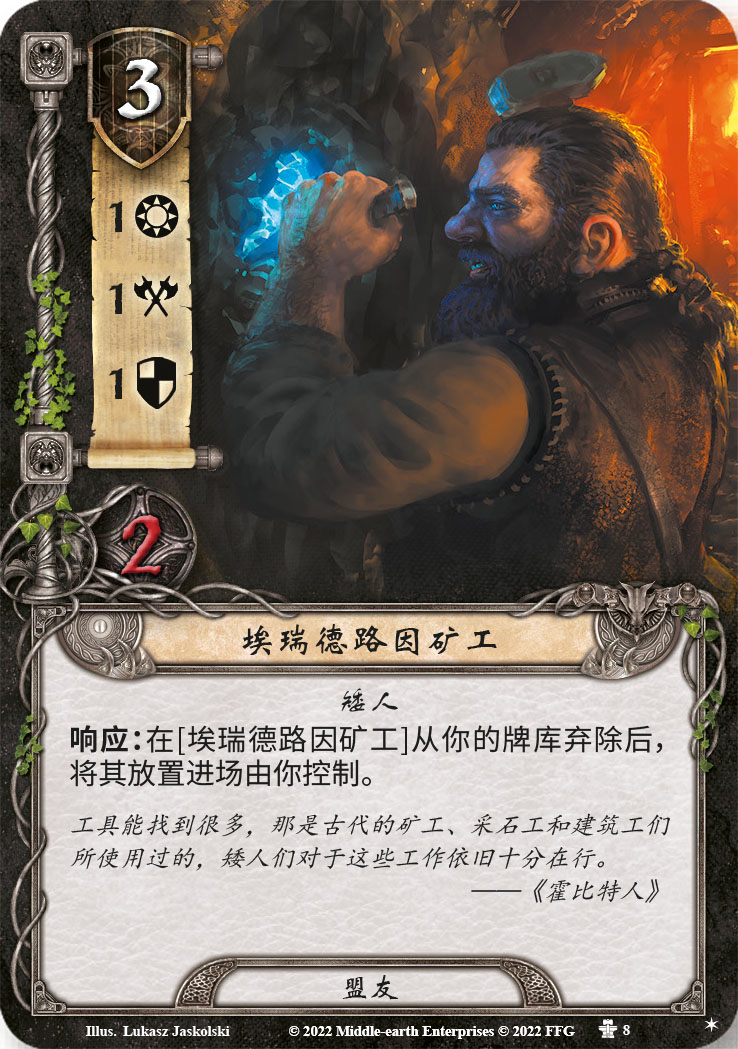 3
1
1
1
2
埃瑞德路因矿工
矮人
响应：在[埃瑞德路因矿工]从你的牌库弃除后，
将其放置进场由你控制。
工具能找到很多，那是古代的矿工、采石工和建筑工们
所使用过的，矮人们对于这些工作依旧十分在行。
——《霍比特人》
盟友
Illus. Lukasz Jaskolski © 2022 Middle-earth Enterprises © 2022 FFG 8